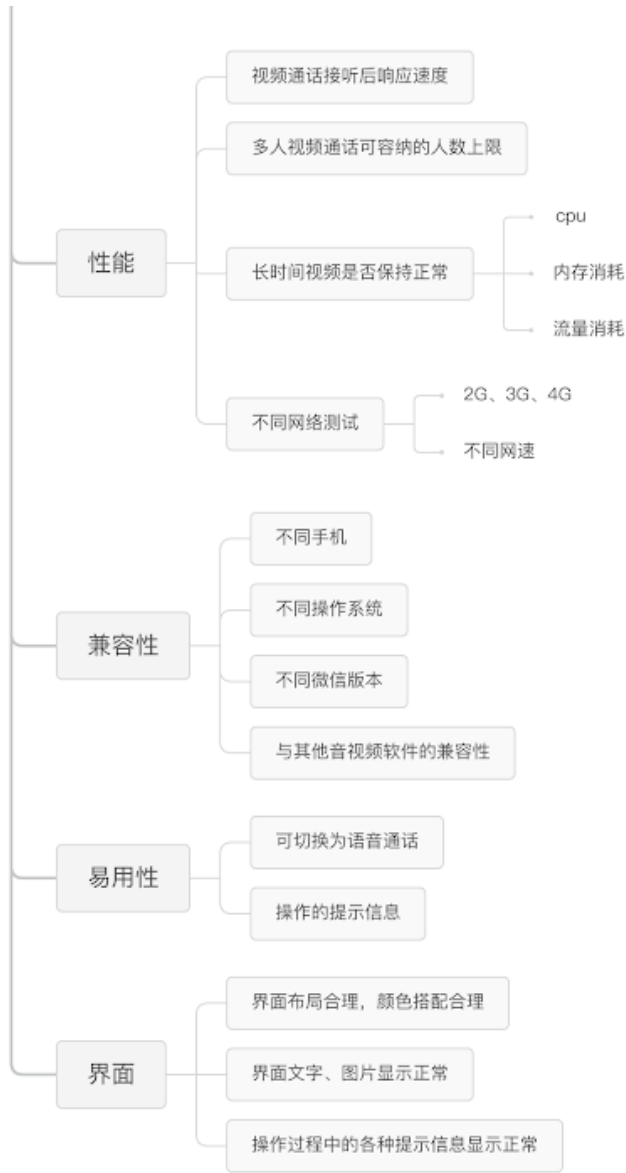 性能
视频通话接听后响应速度
多人视频通话可容纳的人数上限
长时间视频是否保持正常
cpu
内存消耗
流量消耗
不同网络测试
2G、3G、4G
不同网速
兼容性
不同手机
不同操作系统
不同微信版本
与其他音视频软件的兼容性
易用性
可切换为语音通话
操作的提示信息
界面
界面布局合理，颜色搭配合理
界面文字、图片显示正常
操作过程中的各种提示信息显示正常